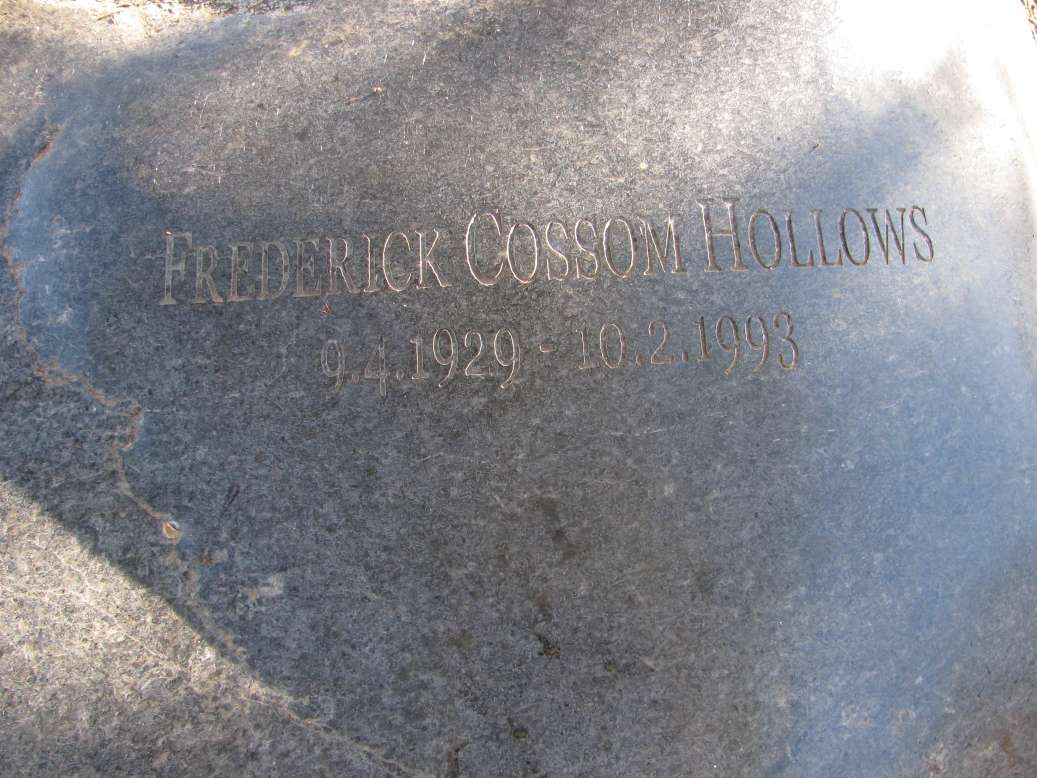 Frederick Cossom Hollows
9.4.1929 - 10.2.1993